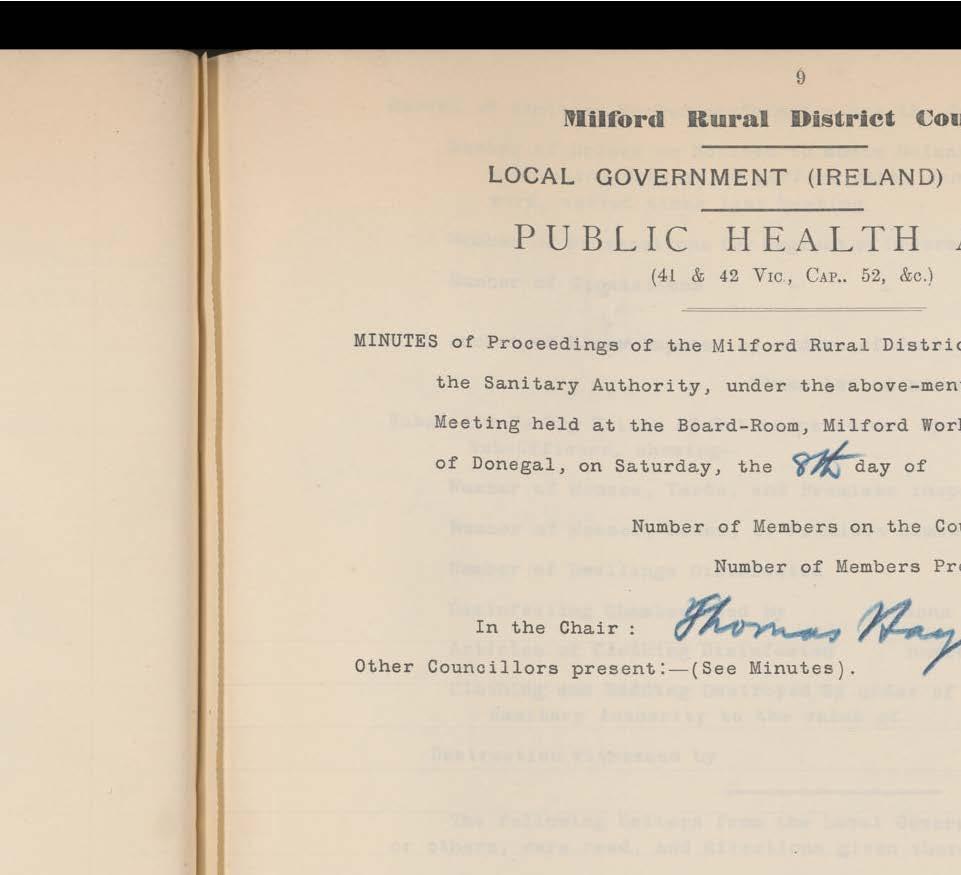 9
Milford Rural District Cou
LOCAL GOVERNMENT (IRELAND)
PUBLIC HEALTH A
(41 & 42 Vic., Cap.. 52, &c.)
MINUTES of Proceedings of the Milford Rural Distric
the Sanitary Authority, under the above-men
Meeting held at the Board-Room, Milford Work
of Donegal, on Saturday, the 8th day of
Number of Members on the Cou
Number of Members Pre
In the Chair : Thomas Hay
Other Councillors present:—(See Minutes).